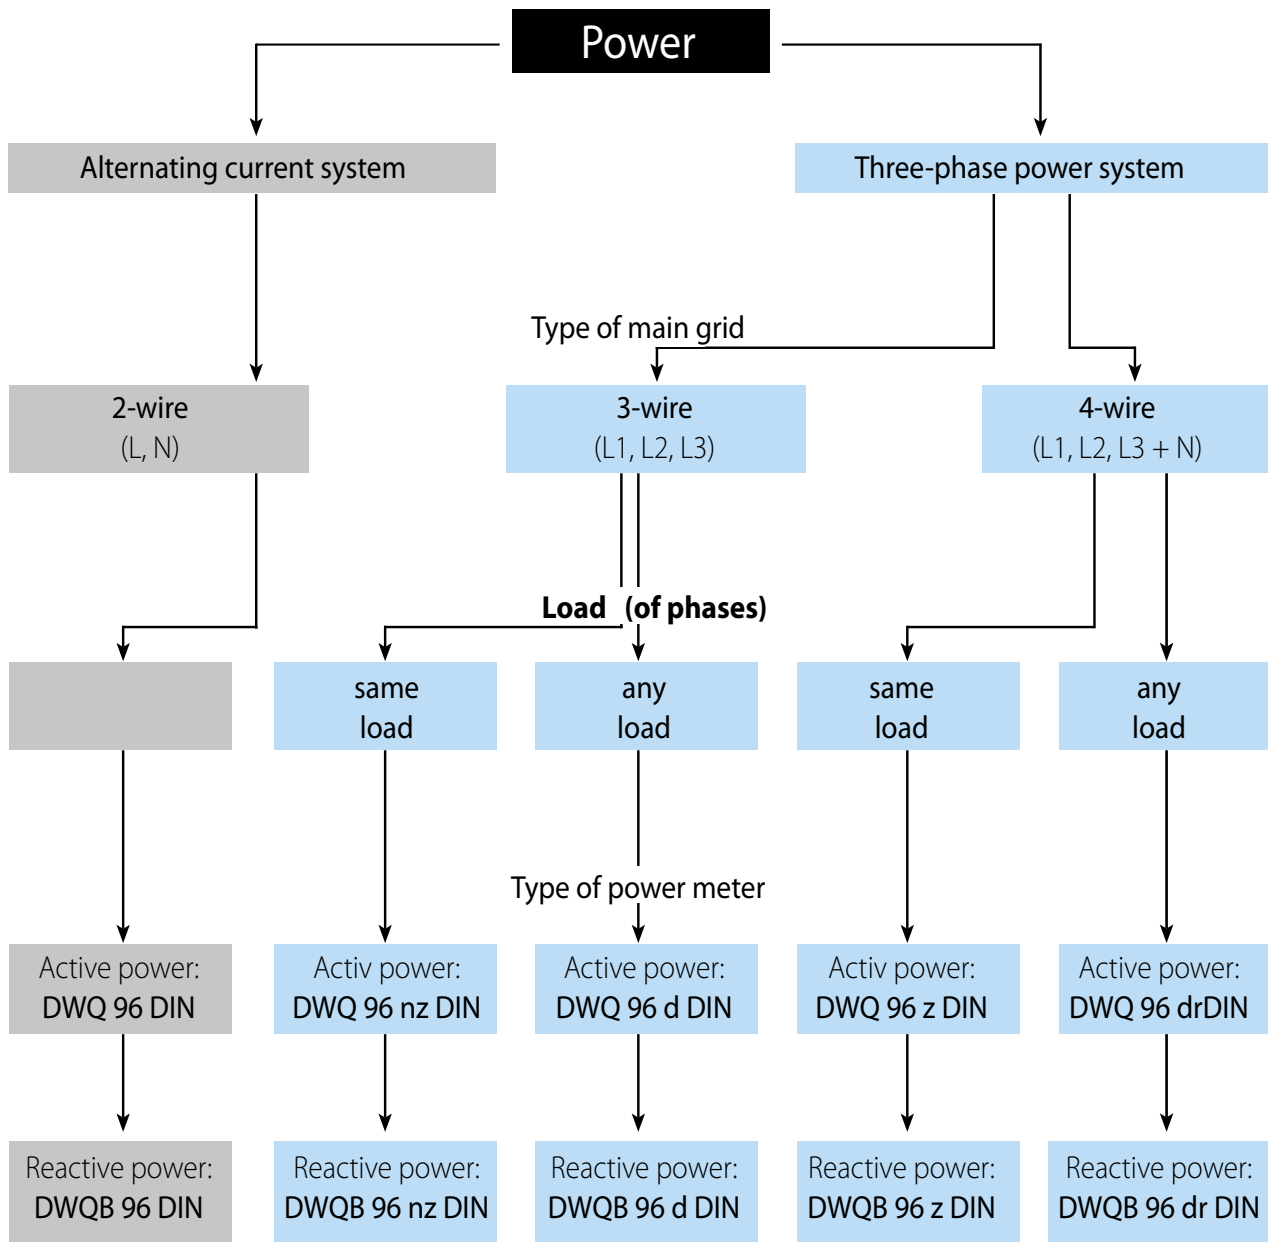 Power
Alternating current system
Three-phase power system
Type of main grid
2-wire
(L, N)
3-wire
(L1, L2, L3)
4-wire
(L1, L2, L3 + N)
Load (of phases)
same
load
any
load
same
load
any
load
Type of power meter
Active power:
DWQ 96 DIN
Activ power:
DWQ 96 nz DIN
Active power:
DWQ 96 d DIN
Activ power:
DWQ 96 z DIN
Active power:
DWQ 96 drDIN
Reactive power:
DWQB 96 DIN
Reactive power:
DWQB 96 nz DIN
Reactive power:
DWQB 96 d DIN
Reactive power:
DWQB 96 z DIN
Reactive power:
DWQB 96 dr DIN